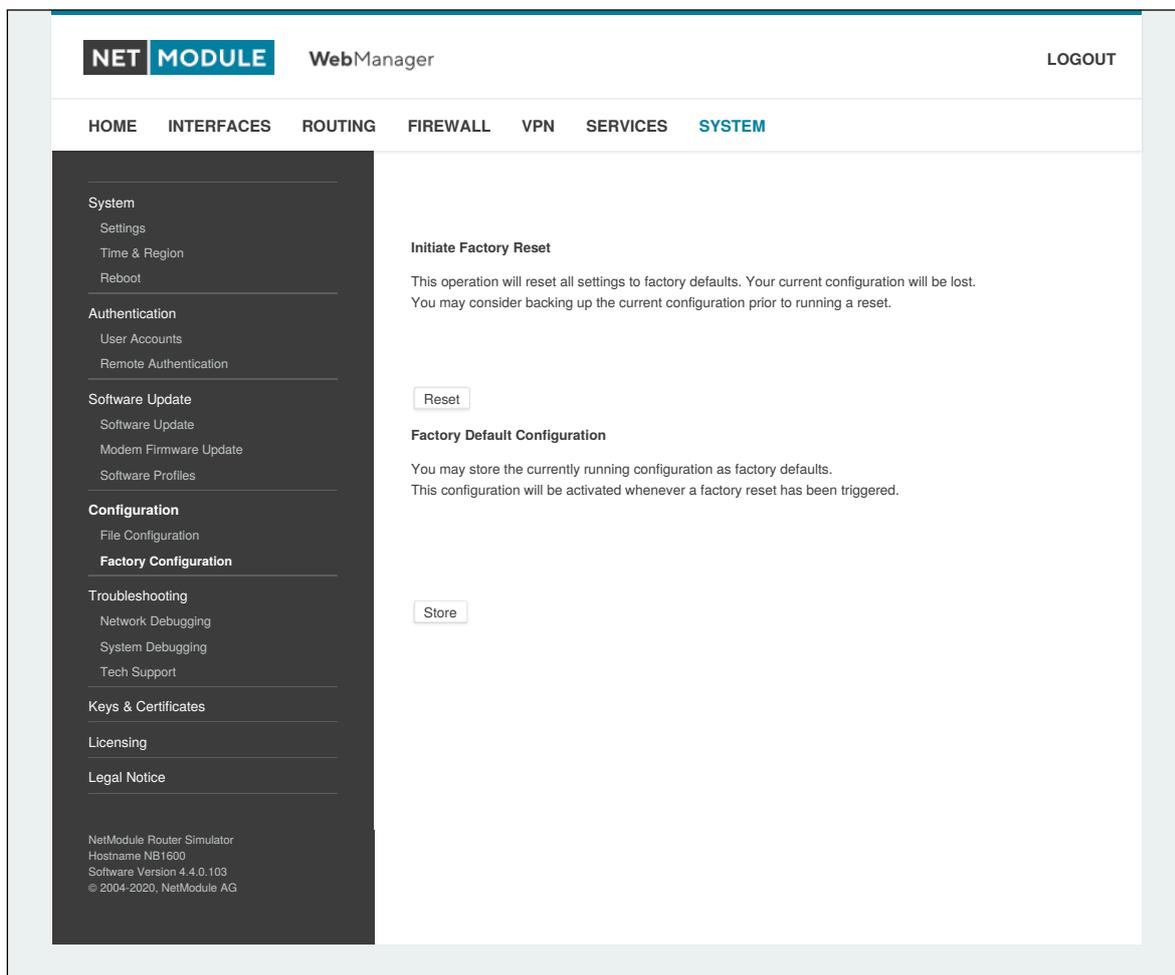 NET MODULE WebManager LOGOUT
HOME INTERFACES ROUTING FIREWALL VPN SERVICES SYSTEM
System
Settings
Time & Region
Reboot
Authentication
User Accounts
Remote Authentication
Software Update
Software Update
Modem Firmware Update
Software Profiles
Configuration
File Configuration
Factory Configuration
Troubleshooting
Network Debugging
System Debugging
Tech Support
Keys & Certificates
Licensing
Legal Notice
NetModule Router Simulator
Hostname NB1600
Software Version 4.4.0.103
© 2004-2020, NetModule AG
Initiate Factory Reset
This operation will reset all settings to factory defaults. Your current configuration will be lost.
You may consider backing up the current configuration prior to running a reset.
Reset
Factory Default Configuration
You may store the currently running configuration as factory defaults.
This configuration will be activated whenever a factory reset has been triggered.
Store